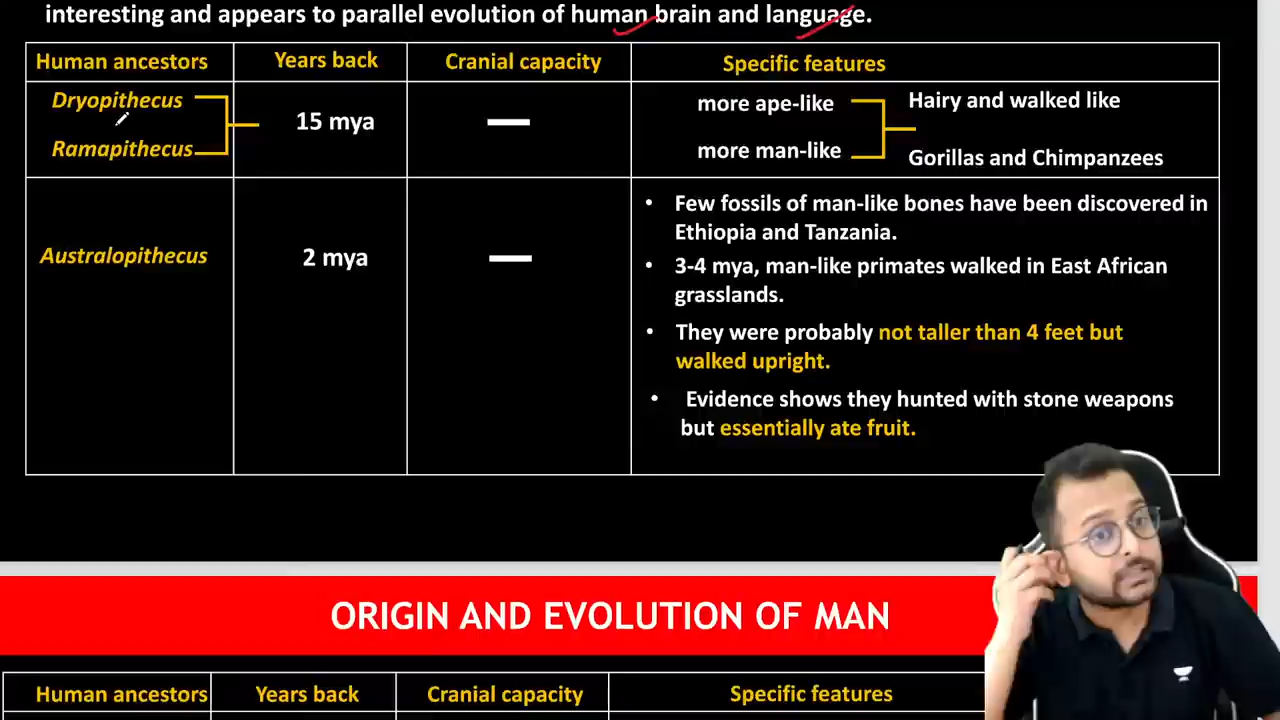 interesting and appears to parallel evolution of human brain and language.
Human ancestors Years back Cranial capacity Specific features
Dryopithecus
Ramapithecus
15 mya
more ape-like
more man-like
Hairy and walked like
Gorillas and Chimpanzees
Australopithecus
2 mya
• Few fossils of man-like bones have been discovered in
Ethiopia and Tanzania.
• 3-4 mya, man-like primates walked in East African
grasslands.
• They were probably not taller than 4 feet but
walked upright.
• Evidence shows they hunted with stone weapons
but essentially ate fruit.
ORIGIN AND EVOLUTION OF MAN
Human ancestors Years back Cranial capacity Specific features